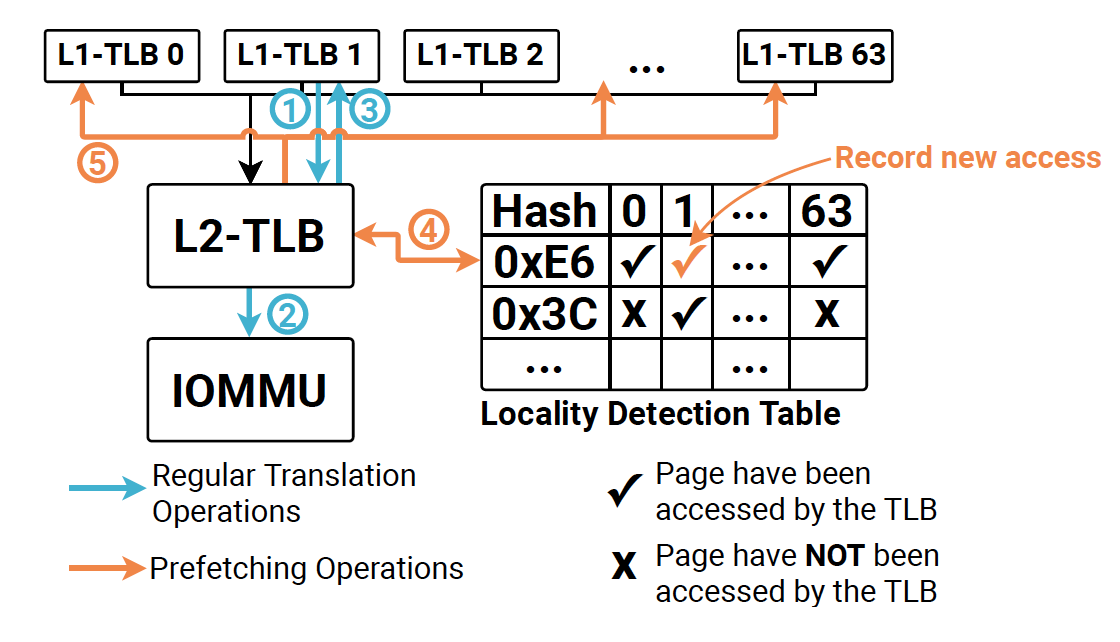 L1-TLB 0 L1-TLB 1 L1-TLB 2 ... L1-TLB 63
1 3
5
Record new access
L2-TLB
4
Hash 0 1 ... 63
0xE6 ✓ ✓ ... ✓
0x3C x ✓ ... x
... ...
2
IOMMU
Locality Detection Table
Regular Translation
Operations
Prefetching Operations
✓ Page have been
accessed by the TLB
x Page have NOT been
accessed by the TLB